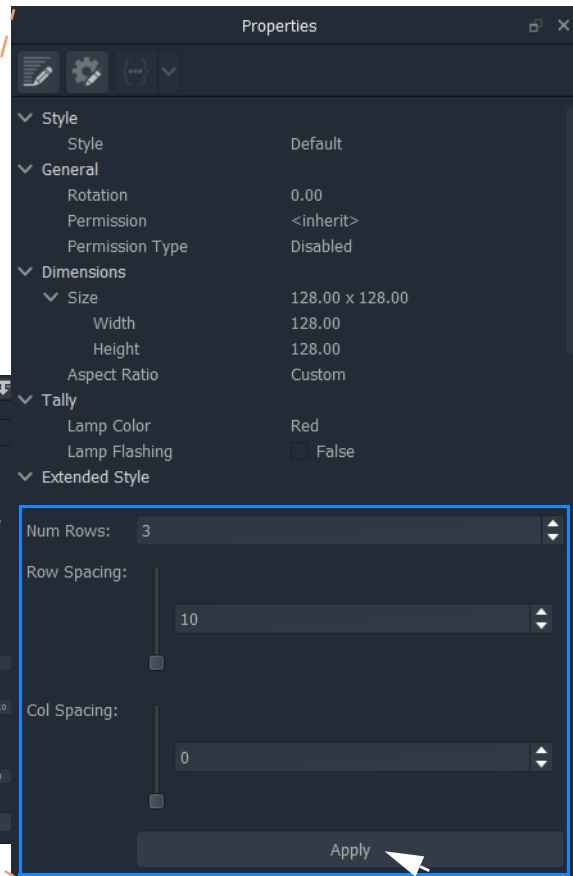 Properties
Style
Style Default
General
Rotation 0.00
Permission <inherit>
Permission Type Disabled
Dimensions
Size 128.00 x 128.00
Width 128.00
Height 128.00
Aspect Ratio Custom
Tally
Lamp Color Red
Lamp Flashing False
Extended Style
Num Rows: 3
Row Spacing:
10
Col Spacing:
0
Apply